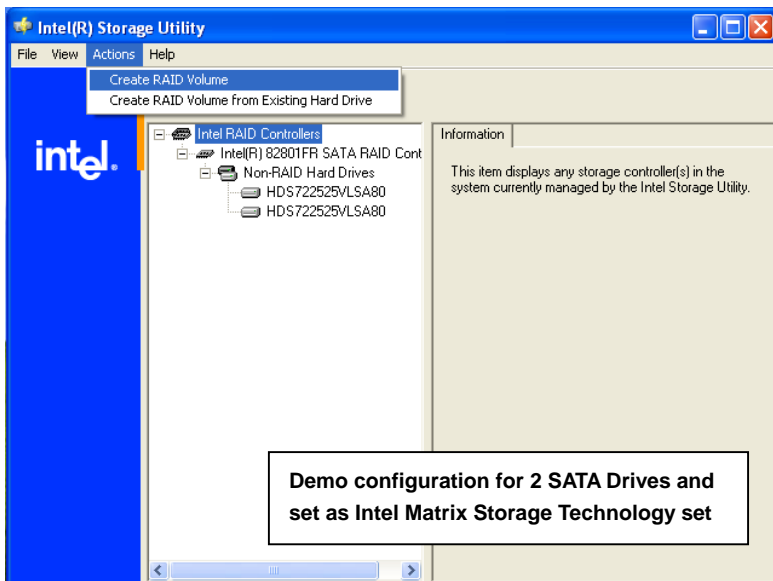 Intel(R) Storage Utility
File View Actions Help
Create RAID Volume
Create RAID Volume from Existing Hard Drive
intel.
Intel RAID Controllers
Intel(R) 82801FR SATA RAID Cont
Non-RAID Hard Drives
HDS722525VLSA80
HDS722525VLSA80
Information
This item displays any storage controller(s) in the
system currently managed by the Intel Storage Utility.
Demo configuration for 2 SATA Drives and
set as Intel Matrix Storage Technology set